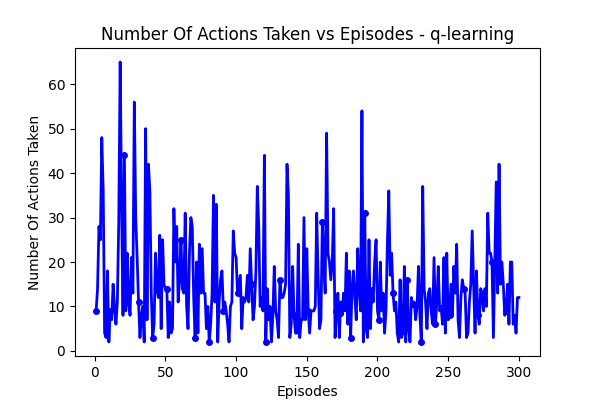 Number Of Actions Taken vs Episodes - q-learning
Number Of Actions Taken
60
50
40
30
20
10
0
0 50 100 150 200 250 300
Episodes